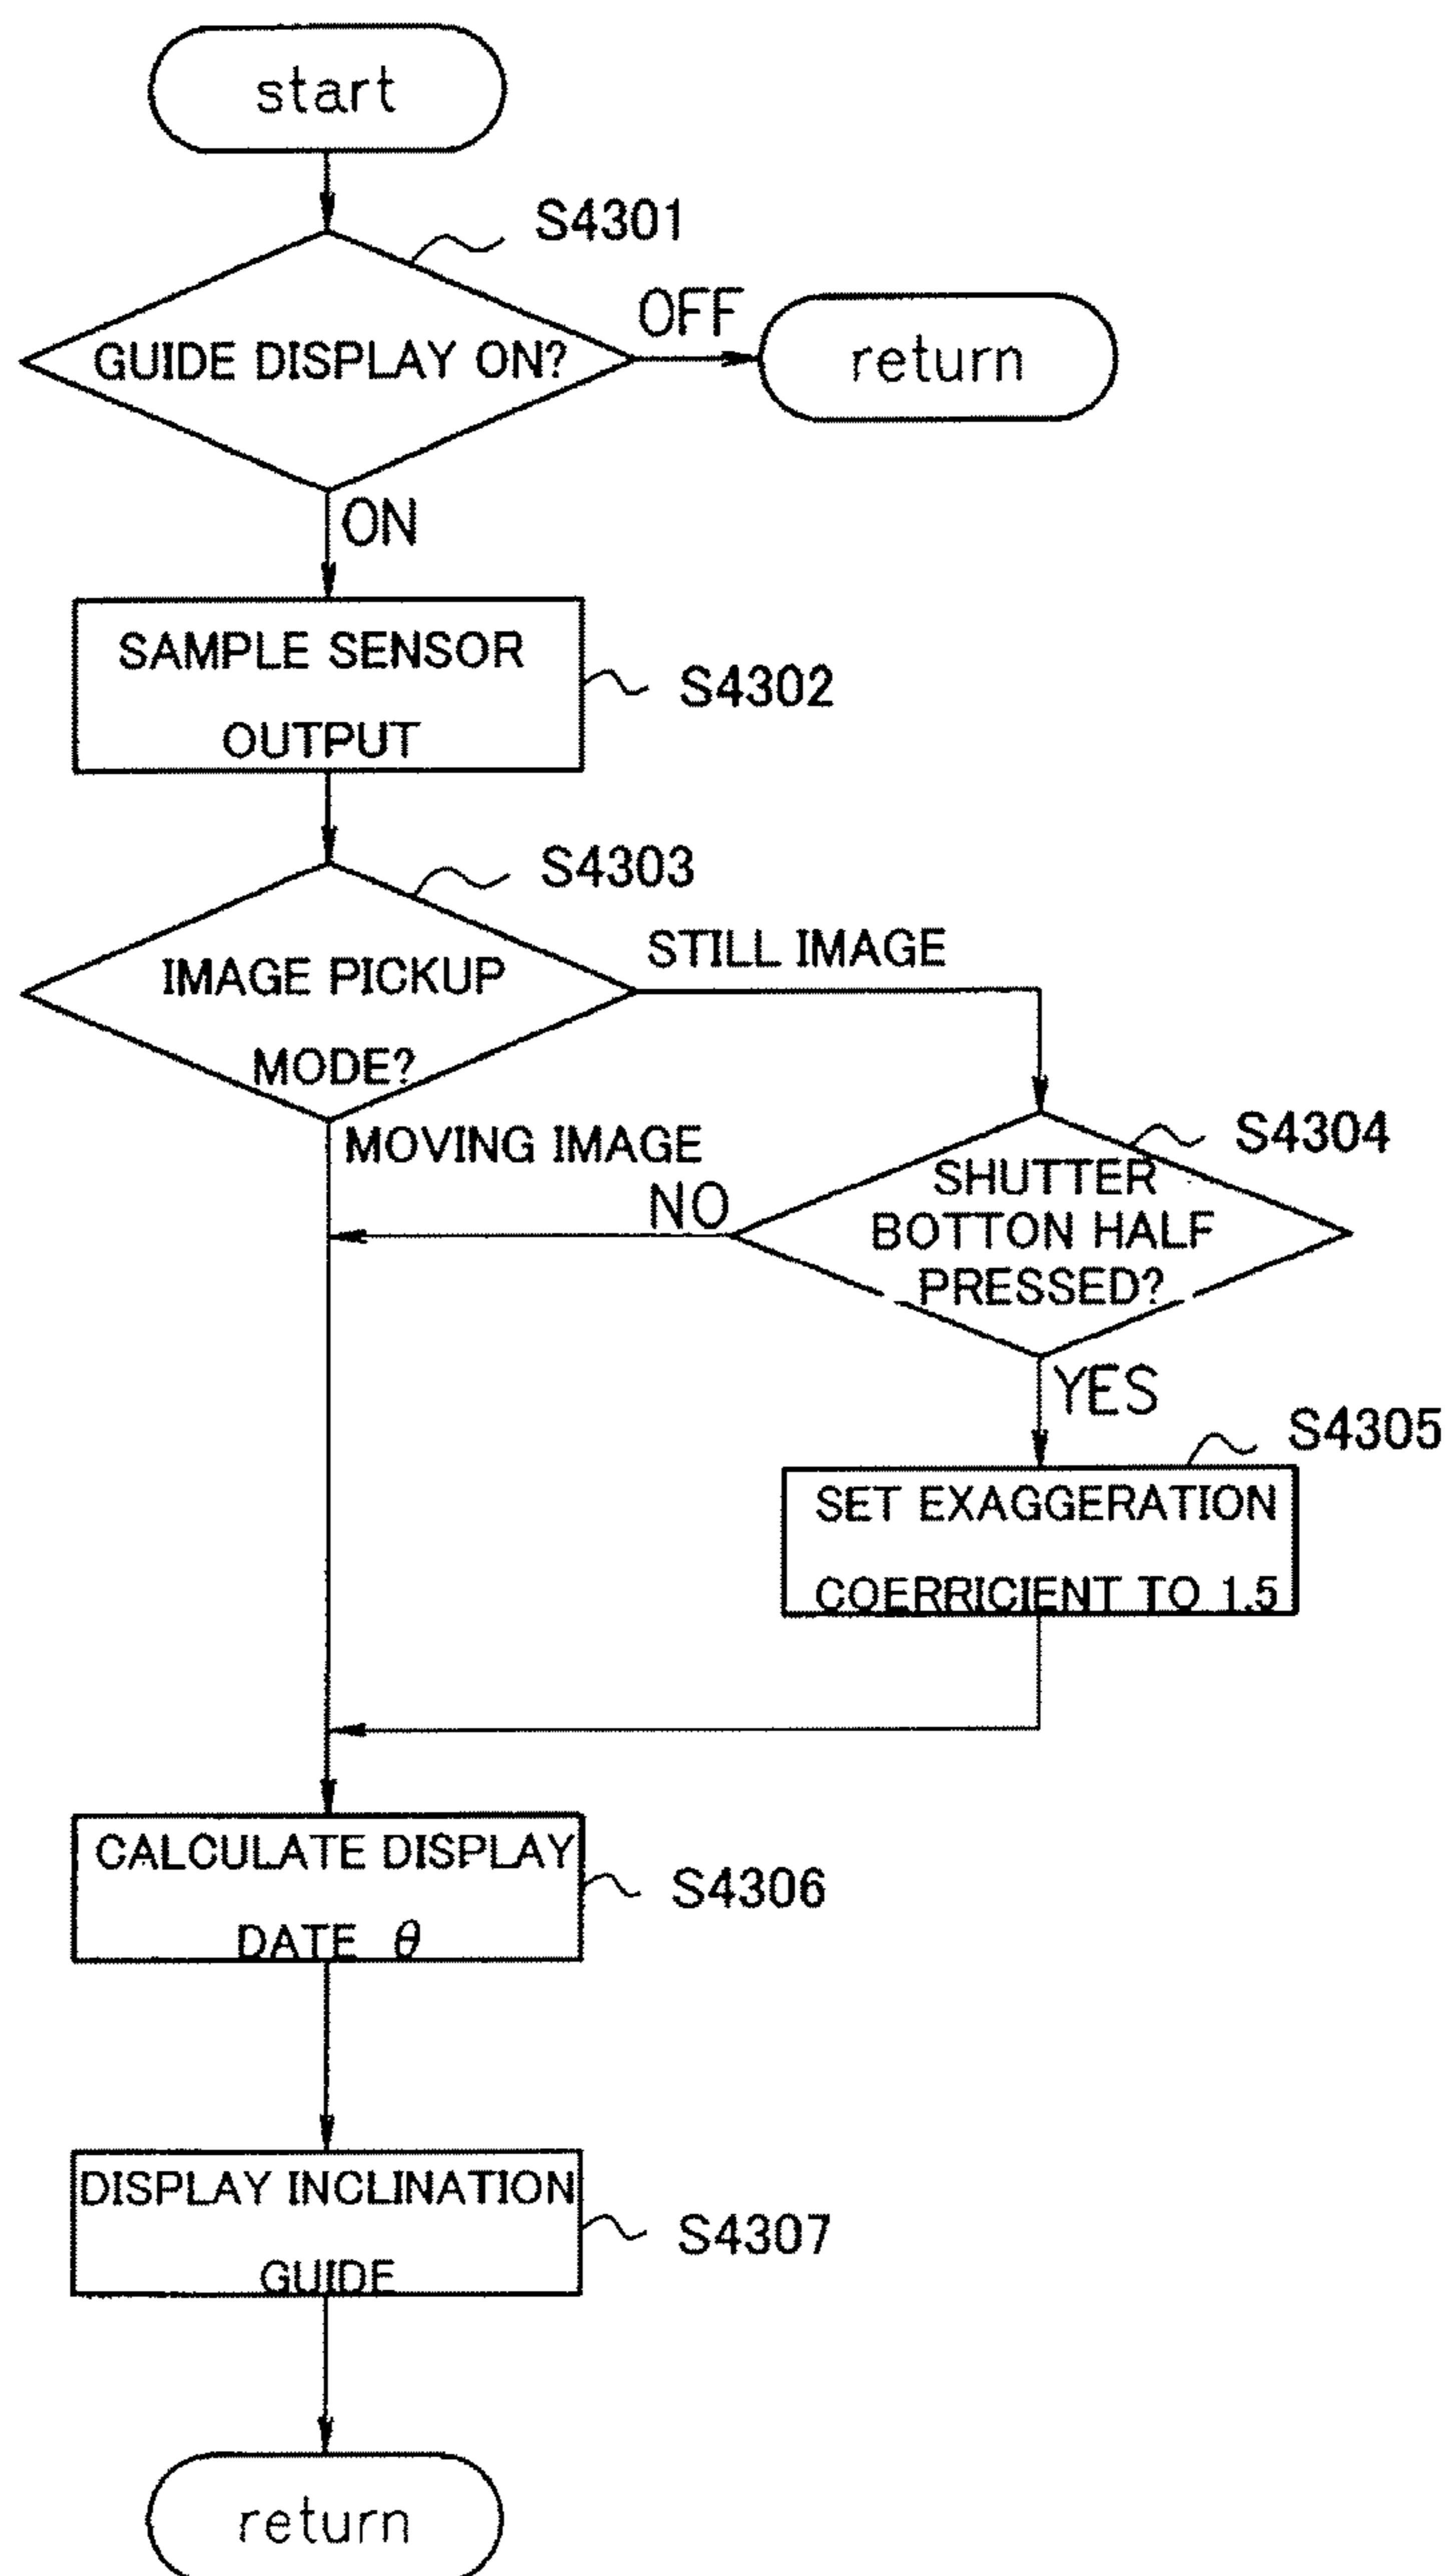 start
S4301
GUIDE DISPLAY ON?
OFF
return
ON
SAMPLE SENSOR
OUTPUT
S4302
S4303
IMAGE PICKUP
MODE?
STILL IMAGE
MOVING IMAGE
S4304
SHUTTER
BOTTON HALF
PRESSED?
NO
YES
S4305
SET EXAGGERATION
COERRICIENT TO 1.5
CALCULATE DISPLAY
DATE θ
S4306
DISPLAY INCLINATION
GUIDE
S4307
return